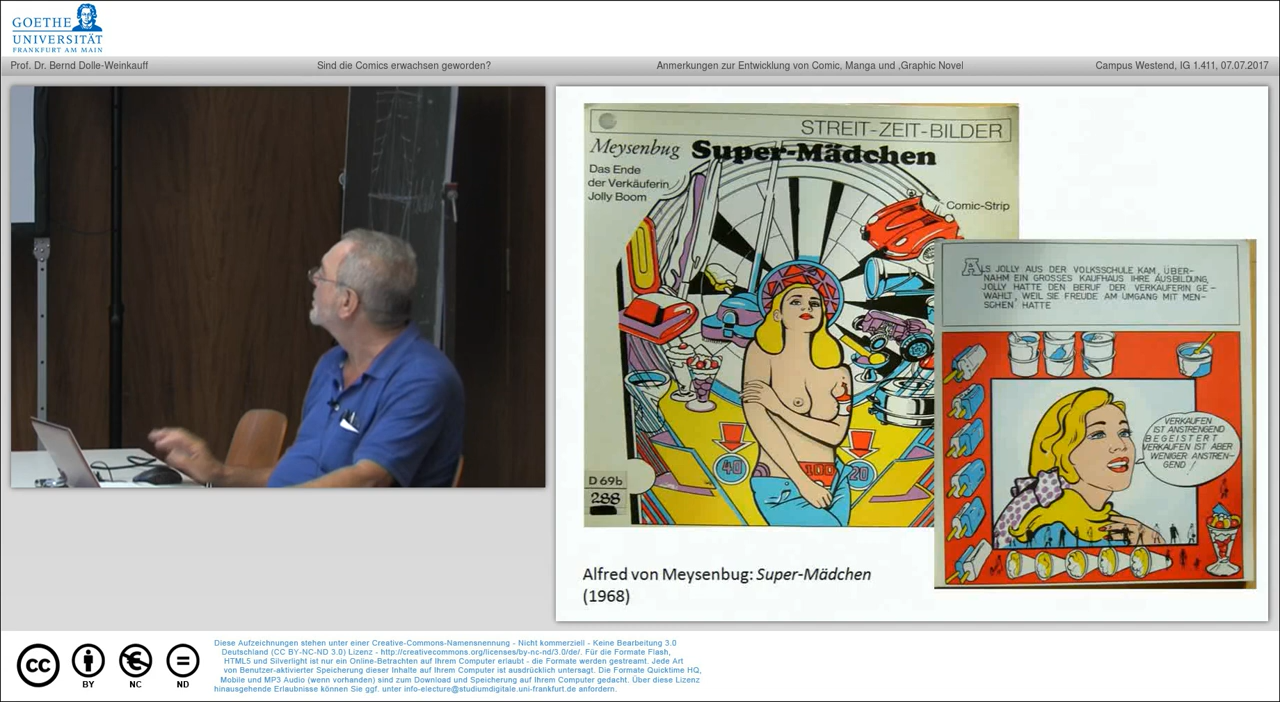 GOETHE
UNIVERSITÄT
FRANKFURT AM MAIN
Prof. Dr. Bernd Dolle-Weinkauff
Sind die Comics erwachsen geworden?
Anmerkungen zur Entwicklung von Comic, Manga und ‚Graphic Novel
Campus Westend, IG 1.411, 07.07.2017
STREIT-ZEIT-BILDER
Meysenbug Super-Mädchen
Das Ende
der Verkäuferin
Jolly Boom
Comic-Strip
40
100
20
D 69b
288
ALS JOLLY AUS DER VOLKSSCHULE KAM, ÜBER-
NAHM EIN GROSSES KAUFHAUS IHRE AUSBILDUNG,
JOLLY HATTE DEN BERUF DER VERKÄUFERIN GE-
WÄHLT, WEIL SIE FREUDE AM UMGANG MIT MEN-
SCHEN HATTE
VERKAUFEN
IST ANSTRENGEND
BEGEISTERT
VERKAUFEN IST ABER
WENIGER ANSTREN-
GEND!
Alfred von Meysenbug: Super-Mädchen
(1968)
cc
BY
NC
ND
Diese Aufzeichnungen stehen unter einer Creative-Commons-Namensnennung - Nicht kommerziell - Keine Bearbeitung 3.0
Deutschland (CC BY-NC-ND 3.0) Lizenz - http://creativecommons.org/licenses/by-nc-nd/3.0/de/. Für die Formate Flash,
HTML5 und Silverlight ist nur ein Online-Betrachten auf Ihrem Computer erlaubt - die Formate werden gestreamt. Jede Art
von Benutzer-aktivierter Speicherung dieser Inhalte auf Ihrem Computer ist ausdrücklich untersagt. Die Formate Quicktime HQ,
Mobile und MP3 Audio (wenn vorhanden) sind zum Download und Speicherung auf Ihrem Computer gedacht. Über diese Lizenz
hinausgehende Erlaubnisse können Sie ggf. unter info-electure@studiumdigitale.uni-frankfurt.de anfordern.